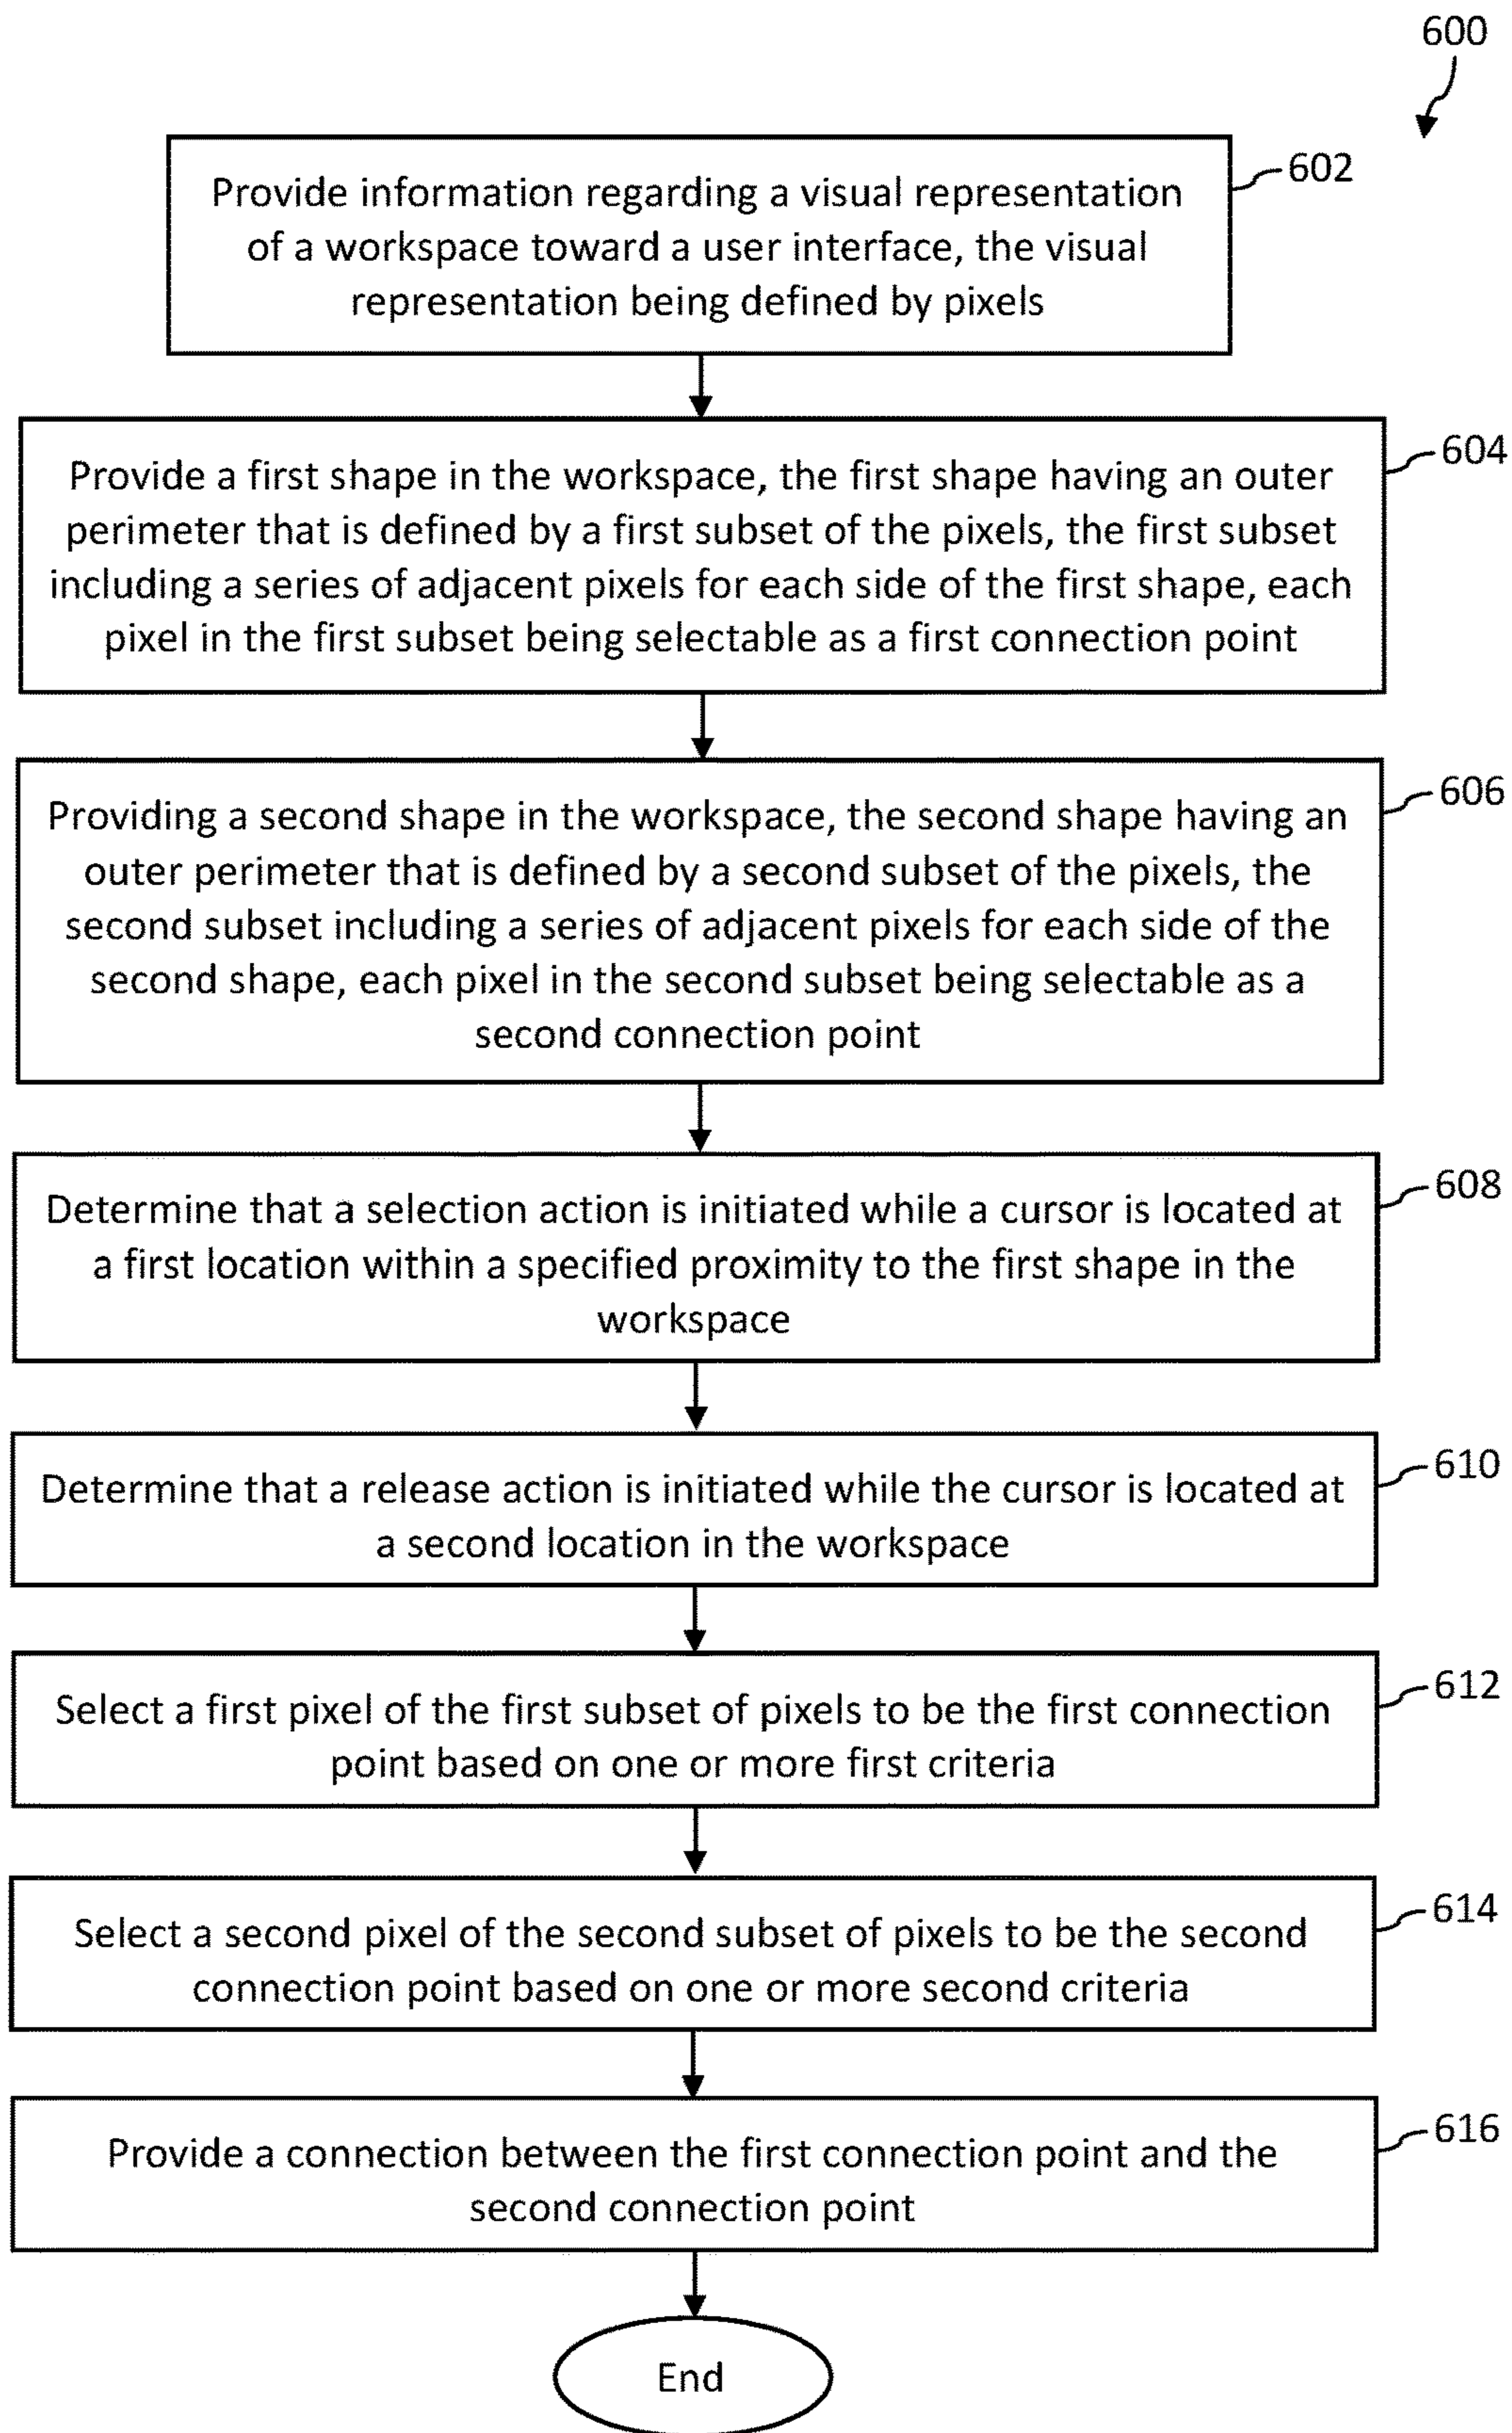 600
602
Provide information regarding a visual representation
of a workspace toward a user interface, the visual
representation being defined by pixels
604
Provide a first shape in the workspace, the first shape having an outer
perimeter that is defined by a first subset of the pixels, the first subset
including a series of adjacent pixels for each side of the first shape, each
pixel in the first subset being selectable as a first connection point
606
Providing a second shape in the workspace, the second shape having an
outer perimeter that is defined by a second subset of the pixels, the
second subset including a series of adjacent pixels for each side of the
second shape, each pixel in the second subset being selectable as a
second connection point
608
Determine that a selection action is initiated while a cursor is located at
a first location within a specified proximity to the first shape in the
workspace
610
Determine that a release action is initiated while the cursor is located at
a second location in the workspace
612
Select a first pixel of the first subset of pixels to be the first connection
point based on one or more first criteria
614
Select a second pixel of the second subset of pixels to be the second
connection point based on one or more second criteria
616
Provide a connection between the first connection point and the
second connection point
End